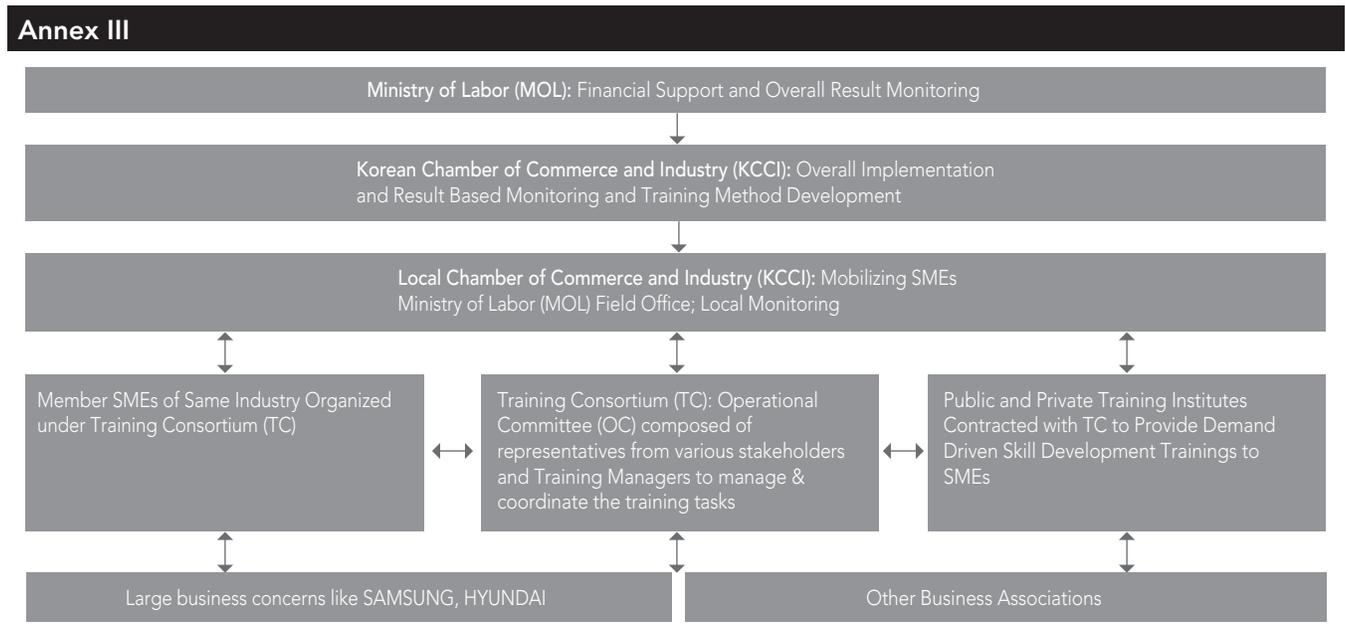 Annex III
Ministry of Labor (MOL): Financial Support and Overall Result Monitoring
Korean Chamber of Commerce and Industry (KCCI): Overall Implementation
and Result Based Monitoring and Training Method Development
Local Chamber of Commerce and Industry (KCCI): Mobilizing SMEs
Ministry of Labor (MOL) Field Office; Local Monitoring
Member SMEs of Same Industry Organized
under Training Consortium (TC)
Training Consortium (TC): Operational
Committee (OC) composed of
representatives from various stakeholders
and Training Managers to manage &
coordinate the training tasks
Public and Private Training Institutes
Contracted with TC to Provide Demand
Driven Skill Development Trainings to
SMEs
Large business concerns like SAMSUNG, HYUNDAI
Other Business Associations